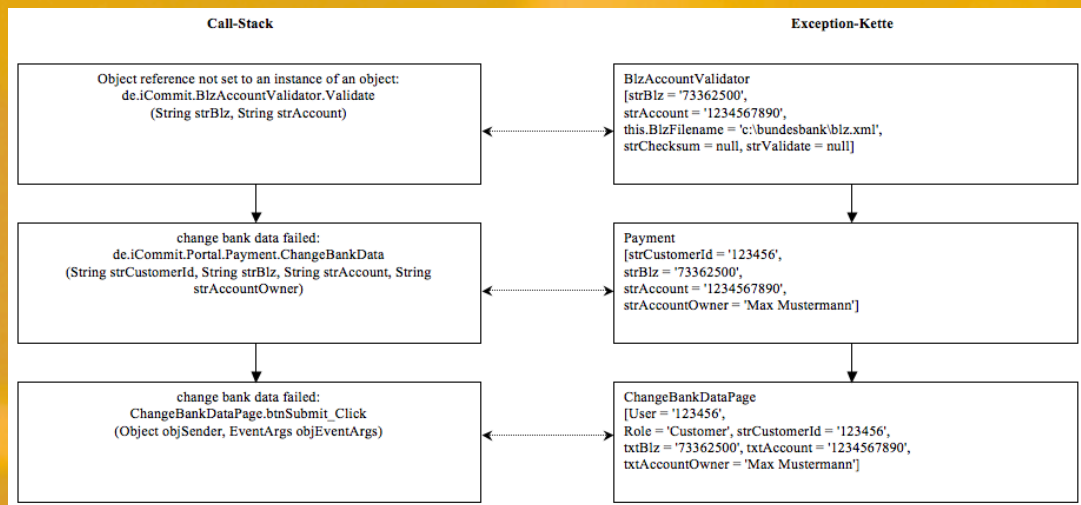 Call-Stack
Exception-Kette
Object reference not set to an instance of an object:
de.iCommit.BlzAccountValidator.Validate
(String strBlz, String strAccount)
BlzAccountValidator
[strBlz = '73362500',
strAccount = '1234567890',
this.BlzFilename = 'c:\bundesbank\blz.xml',
strChecksum = null, strValidate = null]
change bank data failed:
de.iCommit.Portal.Payment.ChangeBankData
(String strCustomerId, String strBlz, String strAccount, String
strAccountOwner)
Payment
[strCustomerId = '123456',
strBlz = '73362500',
strAccount = '1234567890',
strAccountOwner = 'Max Mustermann']
change bank data failed:
ChangeBankDataPage.btnSubmit_Click
(Object objSender, EventArgs objEventArgs)
ChangeBankDataPage
[User = '123456',
Role = 'Customer', strCustomerId = '123456',
txtBlz = '73362500', txtAccount = '1234567890',
txtAccountOwner = 'Max Mustermann']